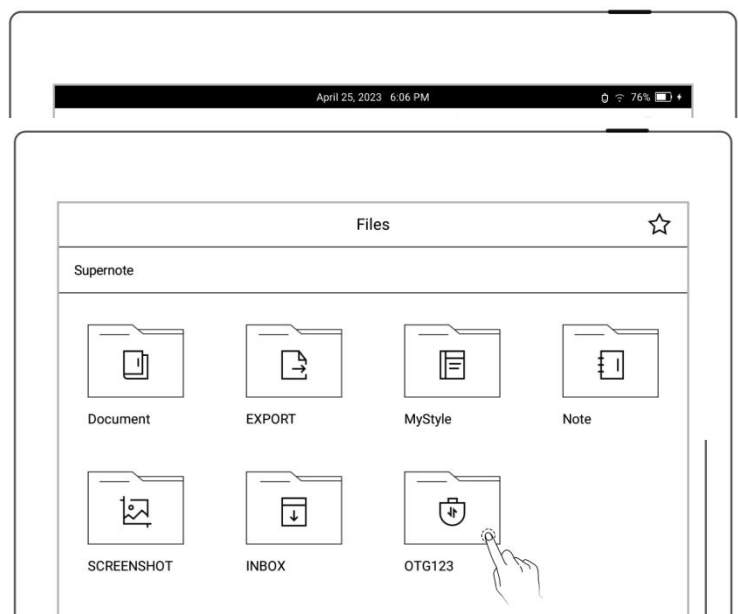 April 25, 2023 6:06 PM 76%
Files
Supernote
Document EXPORT MyStyle Note
SCREENSHOT INBOX OTG123